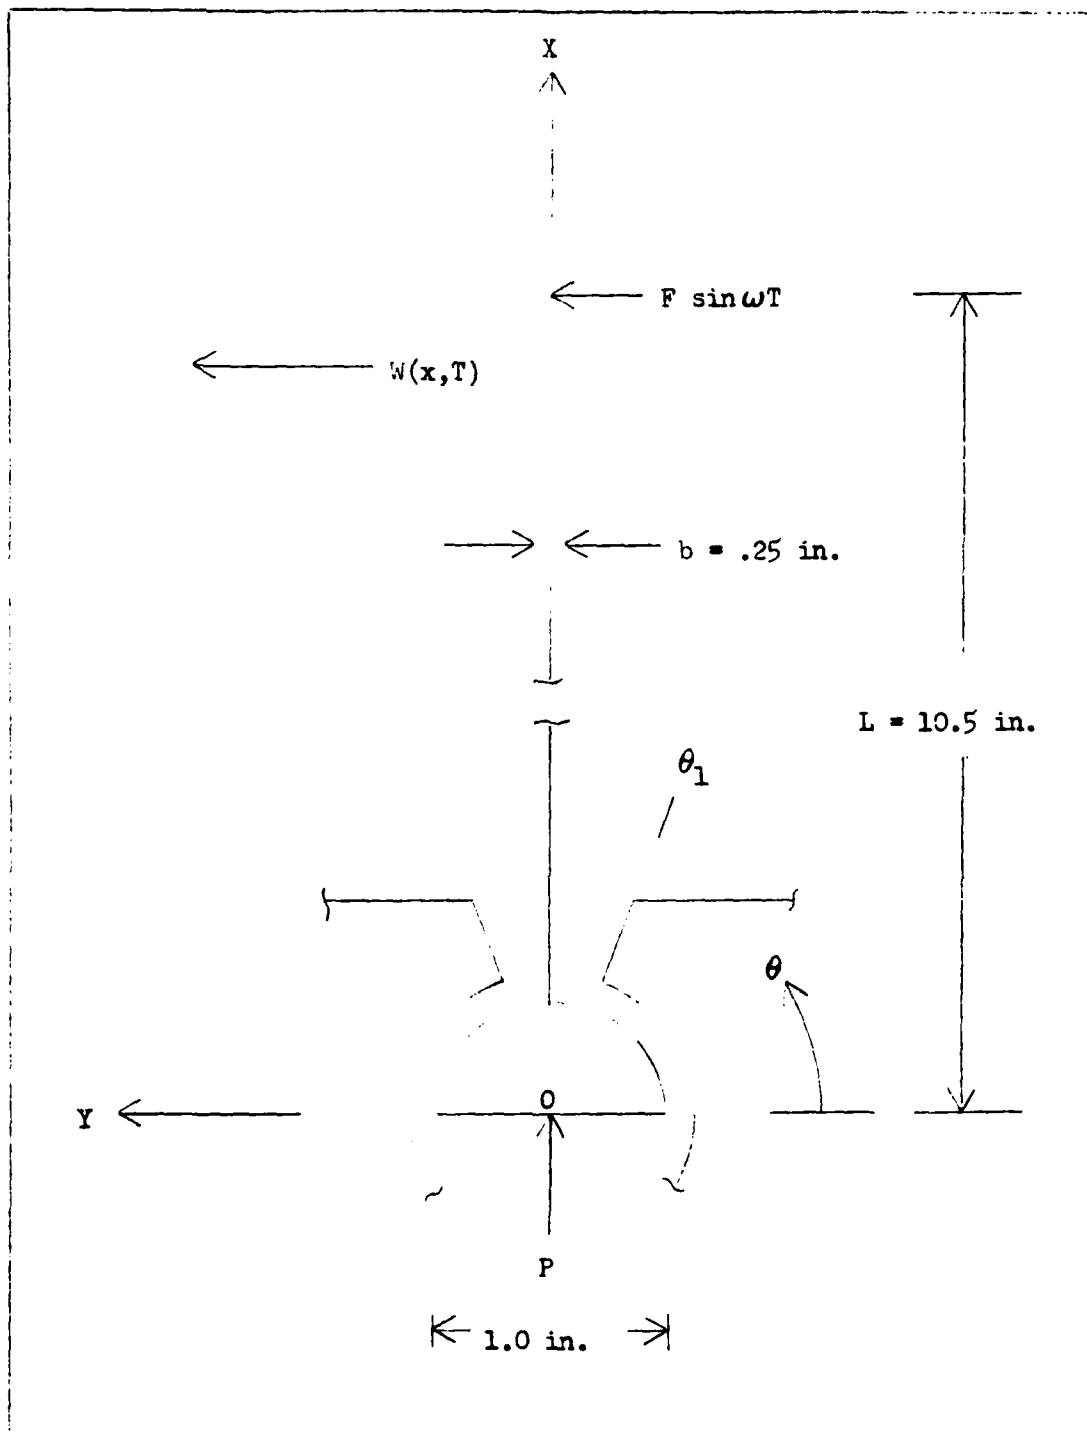 X
F sin ωT
W(x,T)
b = .25 in.
L = 10.5 in.
θ₁
θ
Y
O
P
1.0 in.